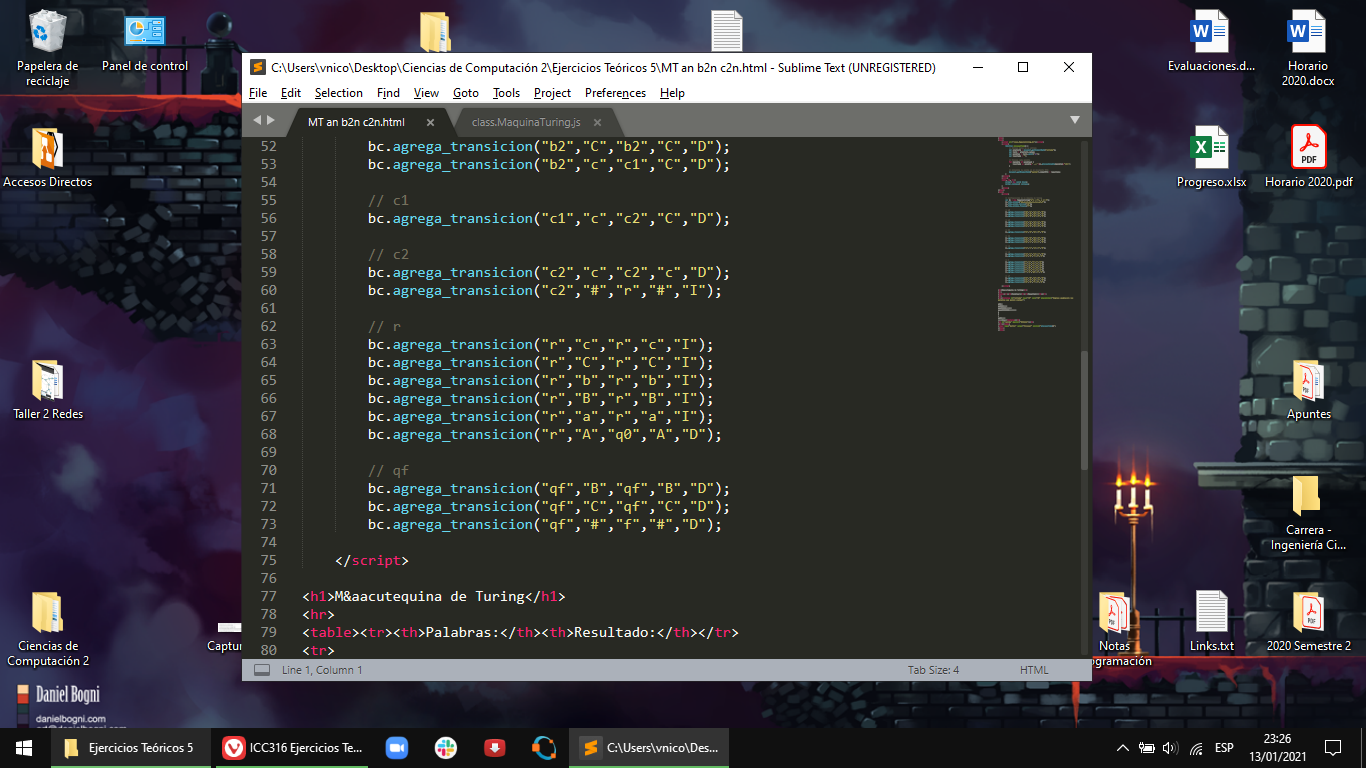 Papelera de
reciclaje
Panel de control
Evaluaciones.d...
Horario
2020.docx
C:\Users\vnico\Desktop\Ciencias de Computación 2\Ejercicios Teóricos 5\MT an b2n c2n.html - Sublime Text (UNREGISTERED)
File Edit Selection Find View Goto Tools Project Preferences Help
MT an b2n c2n.html
class.MaquinaTuring.js
52 bc.agrega_transicion("b2","C","b2","C","D");
53 bc.agrega_transicion("b2","c","c1","C","D");
54
55 // c1
56 bc.agrega_transicion("c1","c","c2","C","D");
57
58 // c2
59 bc.agrega_transicion("c2","c","c2","c","D");
60 bc.agrega_transicion("c2","#","r","#","I");
61
62 // r
63 bc.agrega_transicion("r","c","r","c","I");
64 bc.agrega_transicion("r","C","r","C","I");
65 bc.agrega_transicion("r","b","r","b","I");
66 bc.agrega_transicion("r","B","r","B","I");
67 bc.agrega_transicion("r","a","r","a","I");
68 bc.agrega_transicion("r","A","q0","A","D");
69
70 // qf
71 bc.agrega_transicion("qf","B","qf","B","D");
72 bc.agrega_transicion("qf","C","qf","C","D");
73 bc.agrega_transicion("qf","#","f","#","D");
74
75 </script>
76
77 <h1>M&aacutequina de Turing</h1>
78 <hr>
79 <table><tr><th>Palabras:</th><th>Resultado:</th></tr>
80 <tr>
Line 1, Column 1
Tab Size: 4
HTML
Accesos Directos
Progreso.xlsx
Horario 2020.pdf
PDF
Taller 2 Redes
Apuntes
Carrera -
Ingeniería Ci...
Ciencias de
Computación 2
Captur
Notas
ogramación
Links.txt
2020 Semestre 2
Daniel Bogni
danielbogni.com
Ejercicios Teóricos 5
ICC316 Ejercicios Te...
C:\Users\vnico\Des...
ESP
23:26
13/01/2021